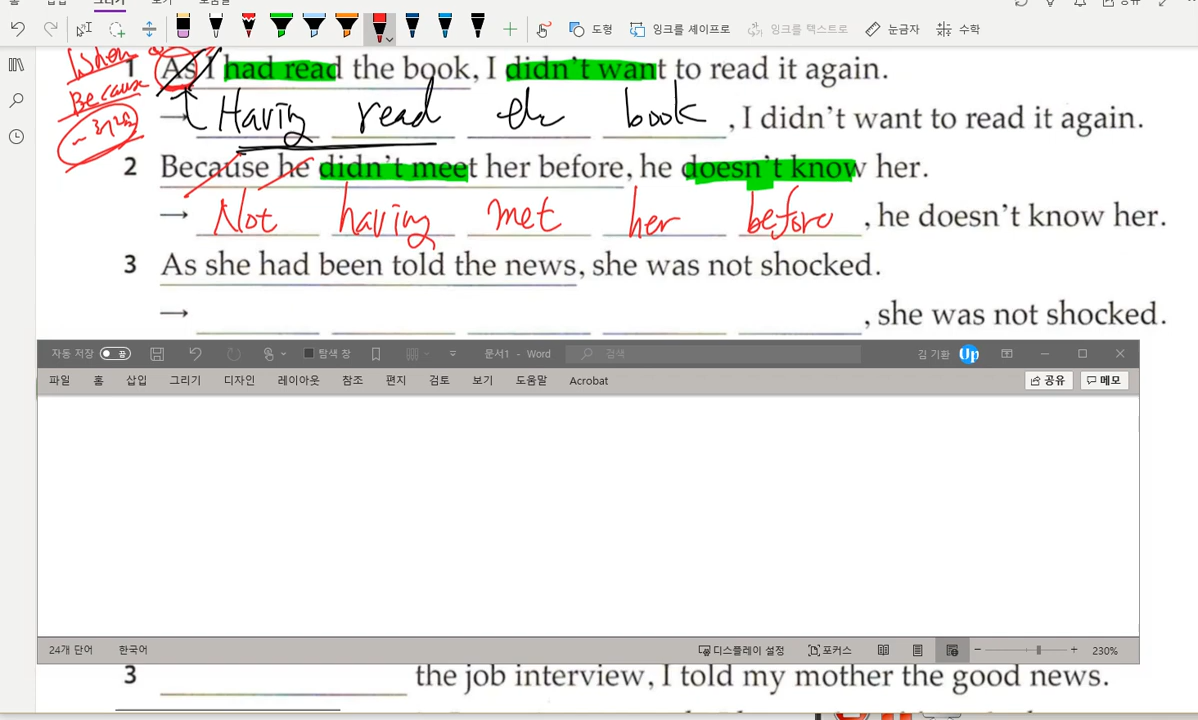 When
Because
1 As I had read the book, I didn't want to read it again.
→ Having read the book, I didn't want to read it again.
2 Because he didn't meet her before, he doesn't know her.
→ Not having met her before, he doesn't know her.
3 As she had been told the news, she was not shocked.
→ , she was not shocked.
도형 잉크를 셰이프로 잉크를 텍스트로 눈금자 수학
자동 저장 끔 탐색 창 문서1 - Word 검색 김 기환 Up
파일 홈 삽입 그리기 디자인 레이아웃 참조 편지 검토 보기 도움말 Acrobat 공유 메모
24개 단어 한국어 디스플레이 설정 포커스 230%
3 the job interview, I told my mother the good news.